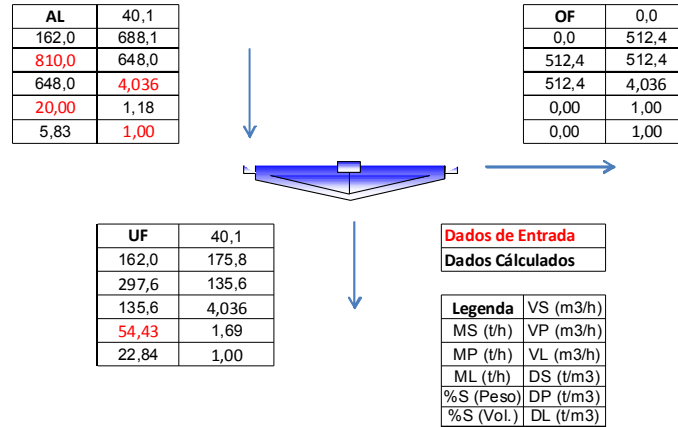 AL 40,1
162,0 688,1
810,0 648,0
648,0 4,036
20,00 1,18
5,83 1,00
OF 0,0
0,0 512,4
512,4 512,4
512,4 4,036
0,00 1,00
0,00 1,00
UF 40,1
162,0 175,8
297,6 135,6
135,6 4,036
54,43 1,69
22,84 1,00
Dados de Entrada
Dados Cálculados
Legenda VS (m3/h)
MS (t/h) VP (m3/h)
MP (t/h) VL (m3/h)
ML (t/h) DS (t/m3)
%S (Peso) DP (t/m3)
%S (Vol.) DL (t/m3)